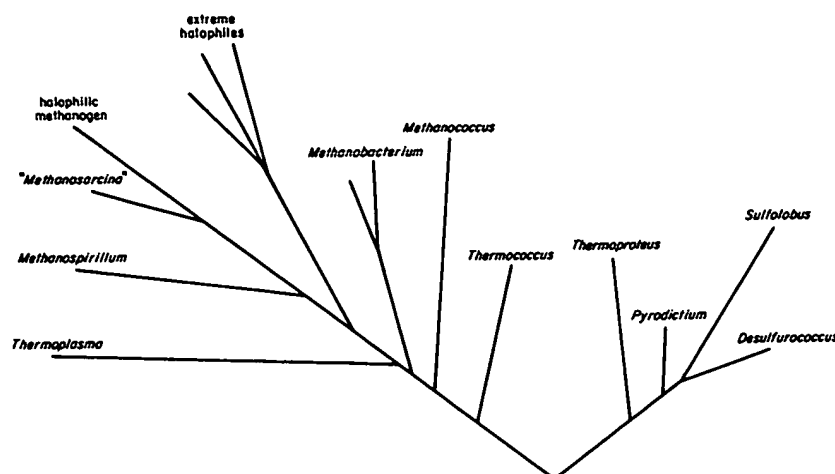 extreme
halophiles
halophilic
methanogen
Methanococcus
Methanobacterium
"Methanosarcina"
Sulfolobus
Methanospirillum
Thermococcus
Thermoproteus
Pyrodictium
Thermoplasma
Desulfurococcus